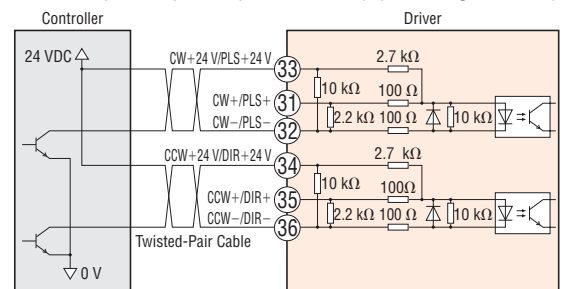 Controller
Driver
24 VDC
CW+24 V/PLS+24 V
33
2.7 kΩ
10 kΩ
CW+/PLS+
31
100 Ω
2.2 kΩ
100 Ω
10 kΩ
CW−/PLS−
32
CCW+24 V/DIR+24 V
34
2.7 kΩ
10 kΩ
CCW+/DIR+
35
100Ω
2.2 kΩ
100 Ω
10 kΩ
CCW−/DIR−
36
Twisted-Pair Cable
0 V